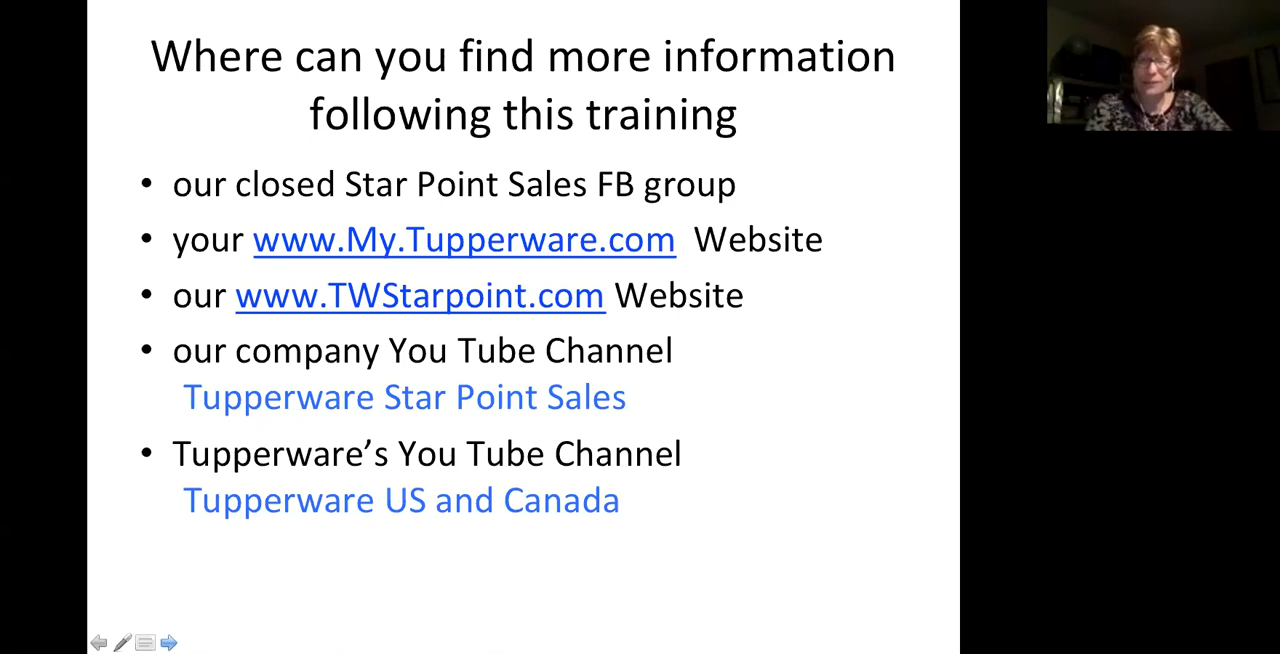 Where can you find more information
following this training
• our closed Star Point Sales FB group
• your www.My.Tupperware.com Website
• our www.TWStarpoint.com Website
• our company You Tube Channel
Tupperware Star Point Sales
• Tupperware’s You Tube Channel
Tupperware US and Canada